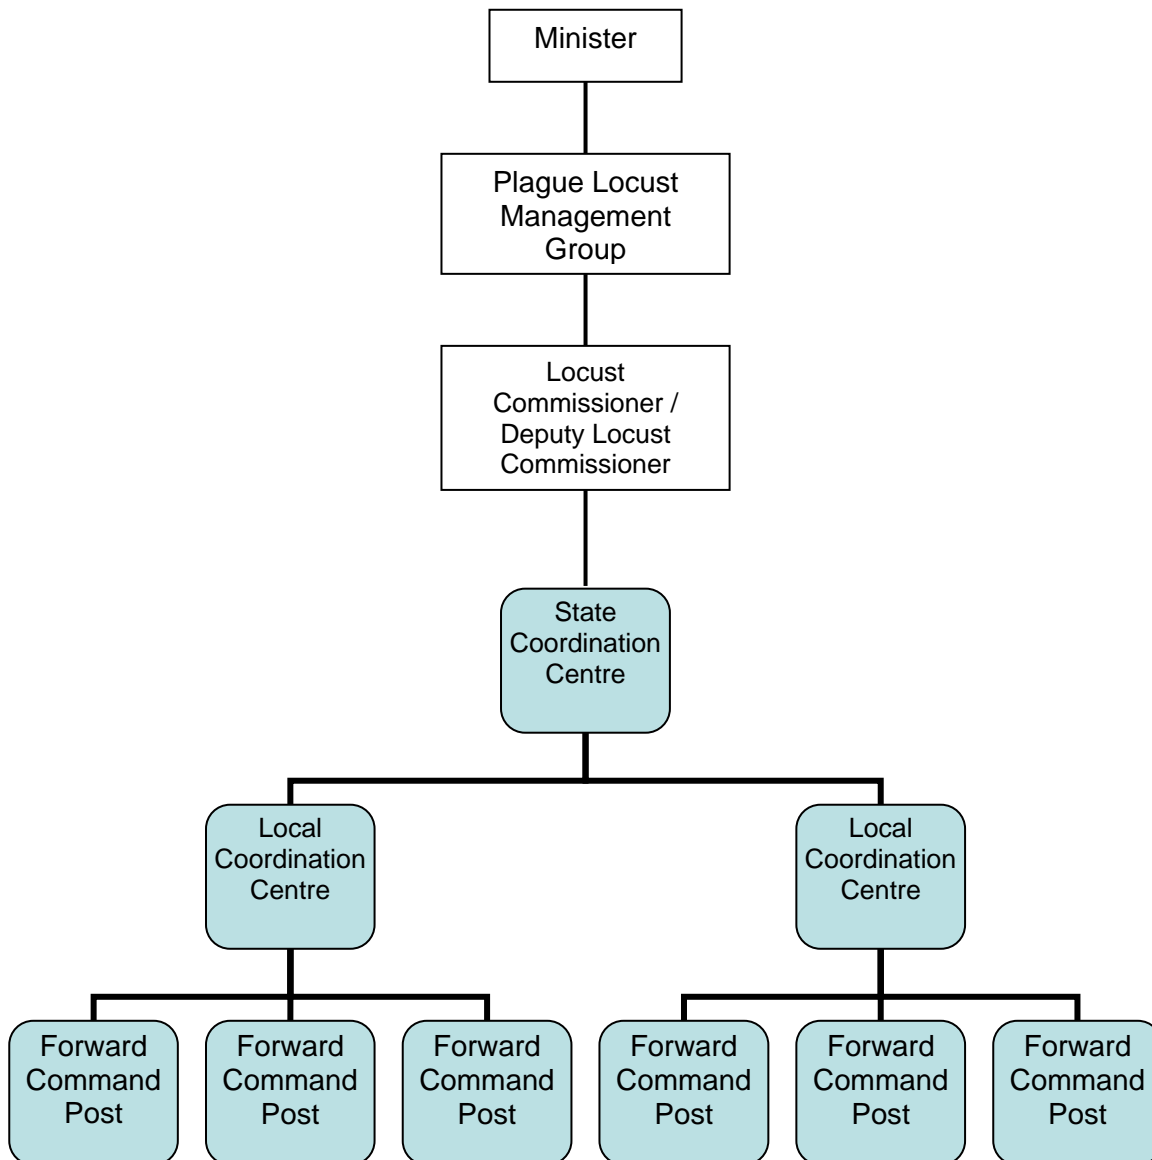 Minister
Plague Locust
Management
Group
Locust
Commissioner /
Deputy Locust
Commissioner
State
Coordination
Centre
Local
Coordination
Centre
Local
Coordination
Centre
Forward
Command
Post
Forward
Command
Post
Forward
Command
Post
Forward
Command
Post
Forward
Command
Post
Forward
Command
Post